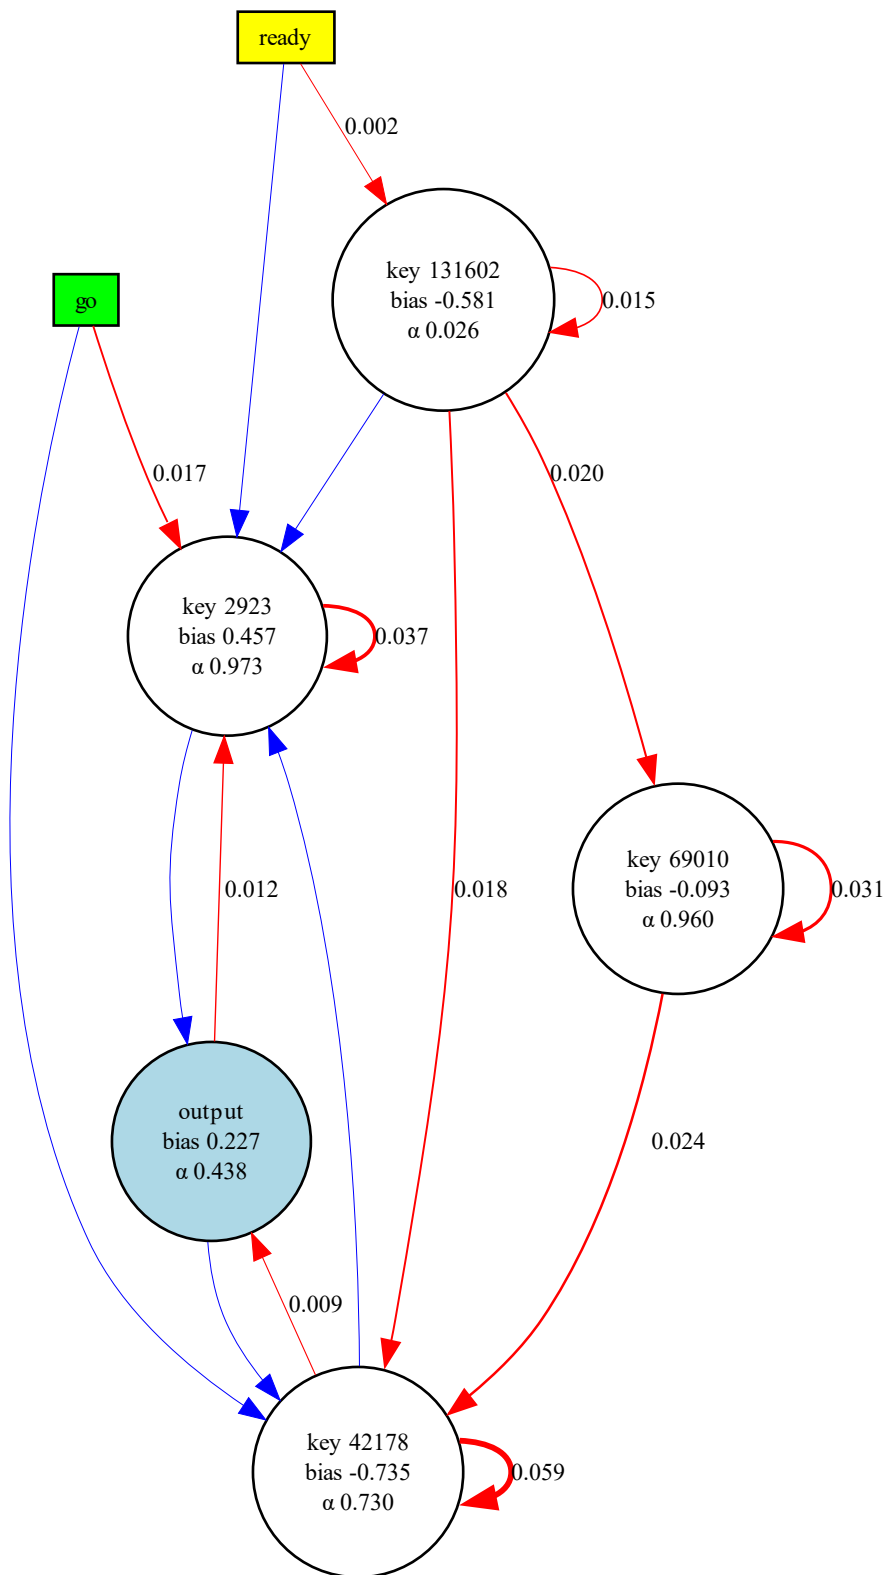 ready
0.002
key 131602
bias -0.581
α 0.026
0.015
go
0.017
0.020
key 2923
bias 0.457
α 0.973
0.037
key 69010
bias -0.093
α 0.960
0.031
0.012
0.018
output
bias 0.227
α 0.438
0.024
0.009
key 42178
bias -0.735
α 0.730
0.059